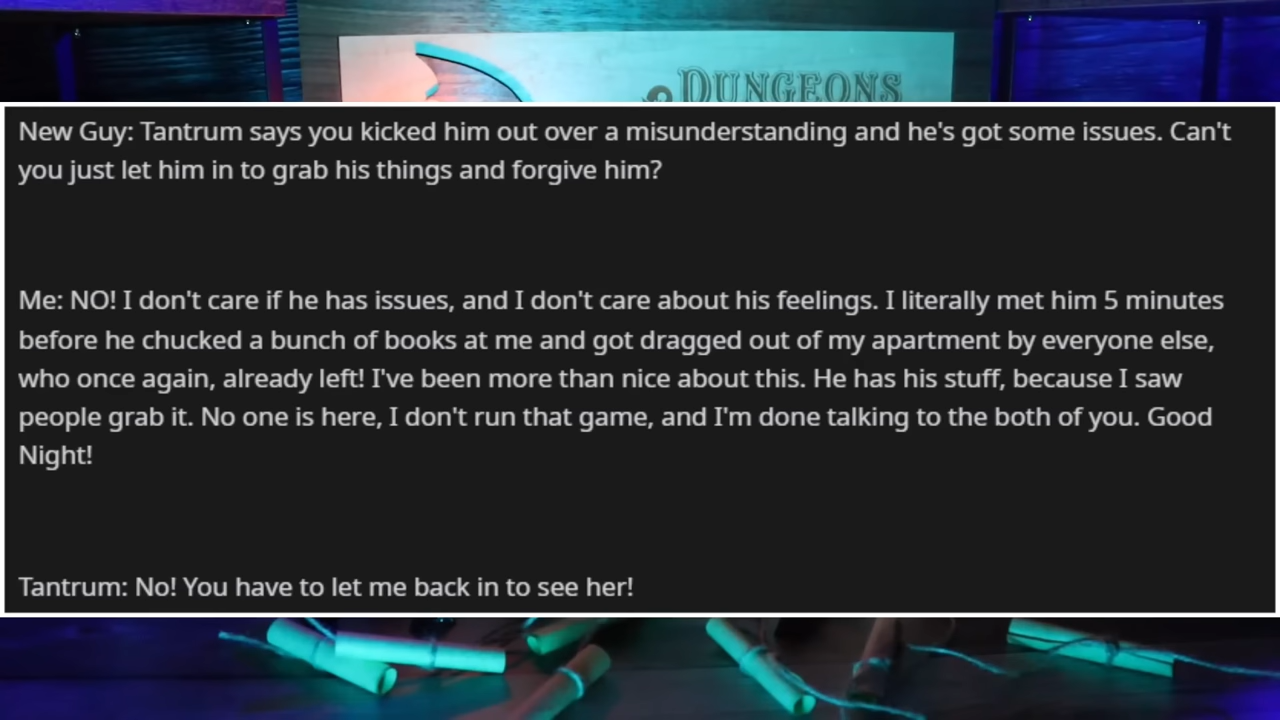 DUNGEONS
New Guy: Tantrum says you kicked him out over a misunderstanding and he's got some issues. Can't
you just let him in to grab his things and forgive him?
Me: NO! I don't care if he has issues, and I don't care about his feelings. I literally met him 5 minutes
before he chucked a bunch of books at me and got dragged out of my apartment by everyone else,
who once again, already left! I've been more than nice about this. He has his stuff, because I saw
people grab it. No one is here, I don't run that game, and I'm done talking to the both of you. Good
Night!
Tantrum: No! You have to let me back in to see her!